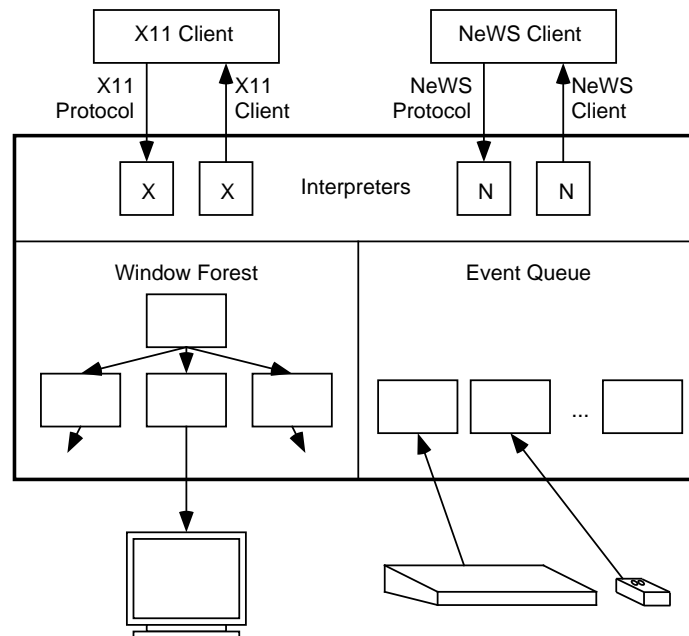 X11 Client
NeWS Client
X11
Protocol
X11
Client
NeWS
Protocol
NeWS
Client
X
X
Interpreters
N
N
Window Forest
Event Queue
...